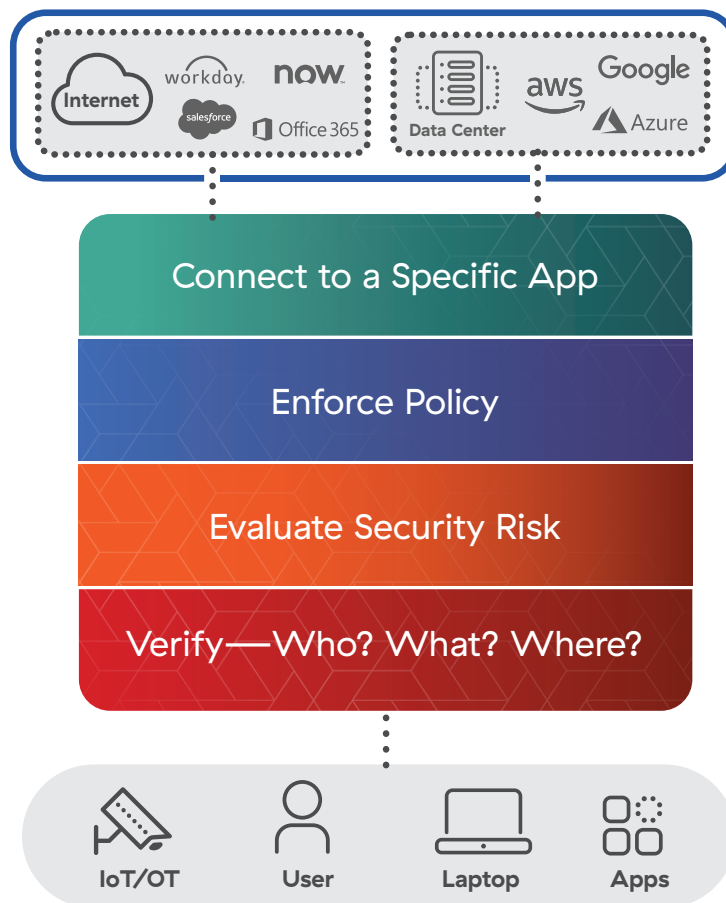 Internet
workday.
now
salesforce
Office 365
Data Center
aws
Google
Azure
Connect to a Specific App
Enforce Policy
Evaluate Security Risk
Verify—Who? What? Where?
IoT/OT
User
Laptop
Apps